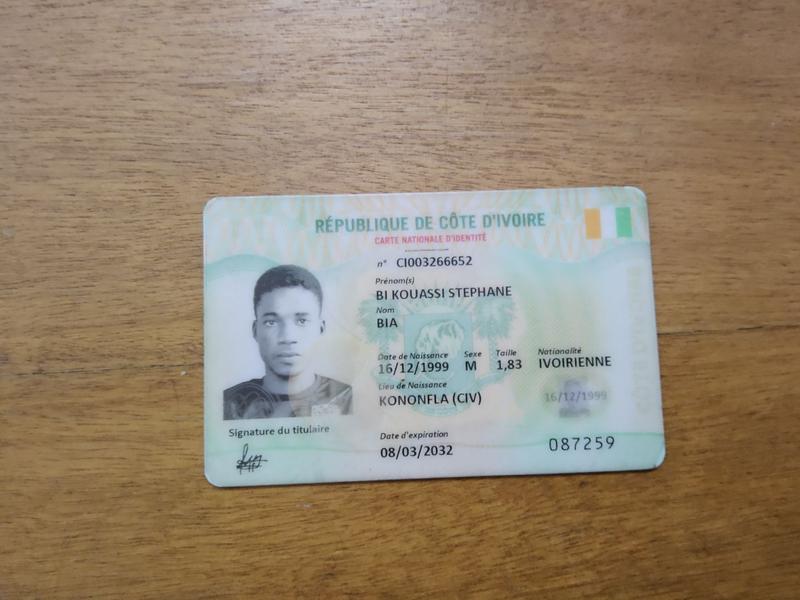 RÉPUBLIQUE DE CÔTE D'IVOIRE
CARTE NATIONALE D'IDENTITÉ
n° CI003266652
Prénom(s)
BI KOUASSI STEPHANE
Nom
BIA
Date de Naissance Sexe Taille Nationalité
16/12/1999 M 1,83 IVOIRIENNE
Lieu de Naissance
KONONFLA (CIV)
16/12/1999
Signature du titulaire
Date d'expiration
08/03/2032
087259